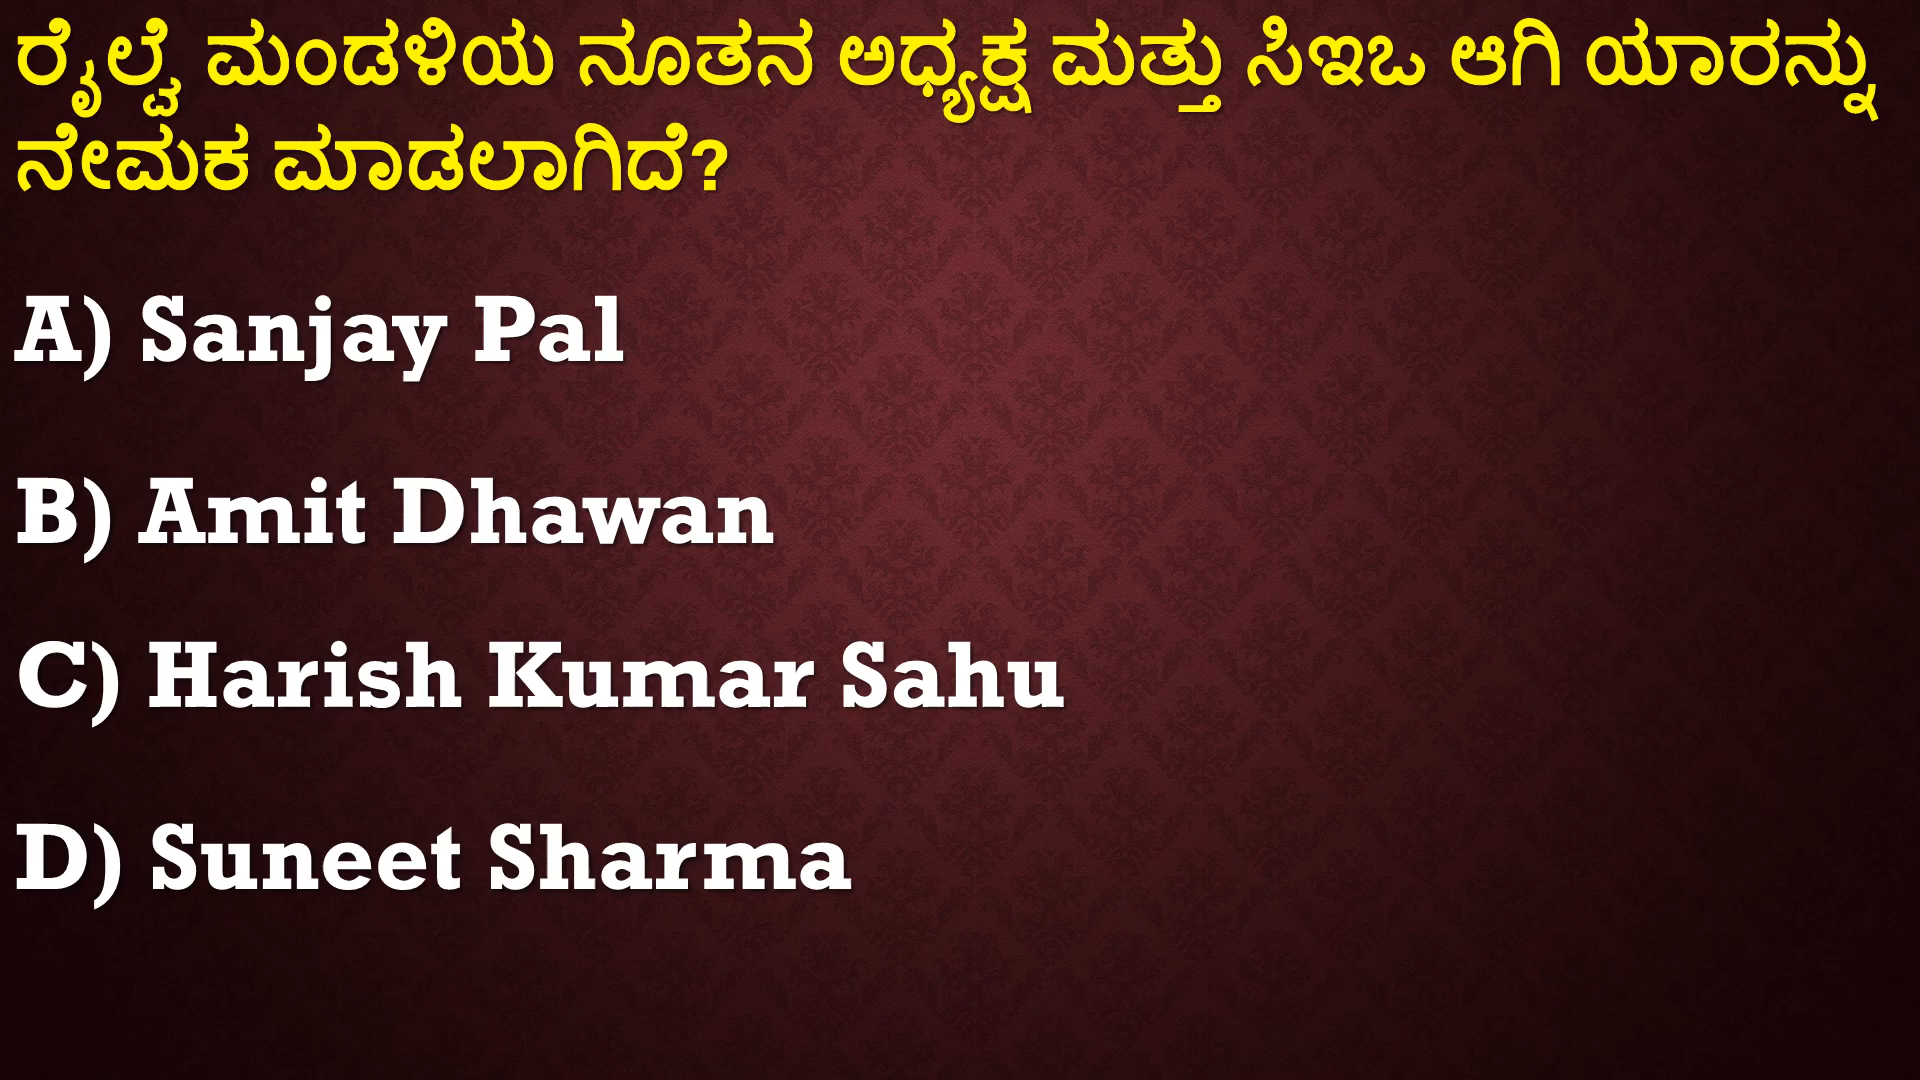 ರೈಲ್ವೆ ಮಂಡಳಿಯ ನೂತನ ಅಧ್ಯಕ್ಷ ಮತ್ತು ಸಿಇಒ ಆಗಿ ಯಾರನ್ನು
ನೇಮಕ ಮಾಡಲಾಗಿದೆ?
A) Sanjay Pal
B) Amit Dhawan
C) Harish Kumar Sahu
D) Suneet Sharma